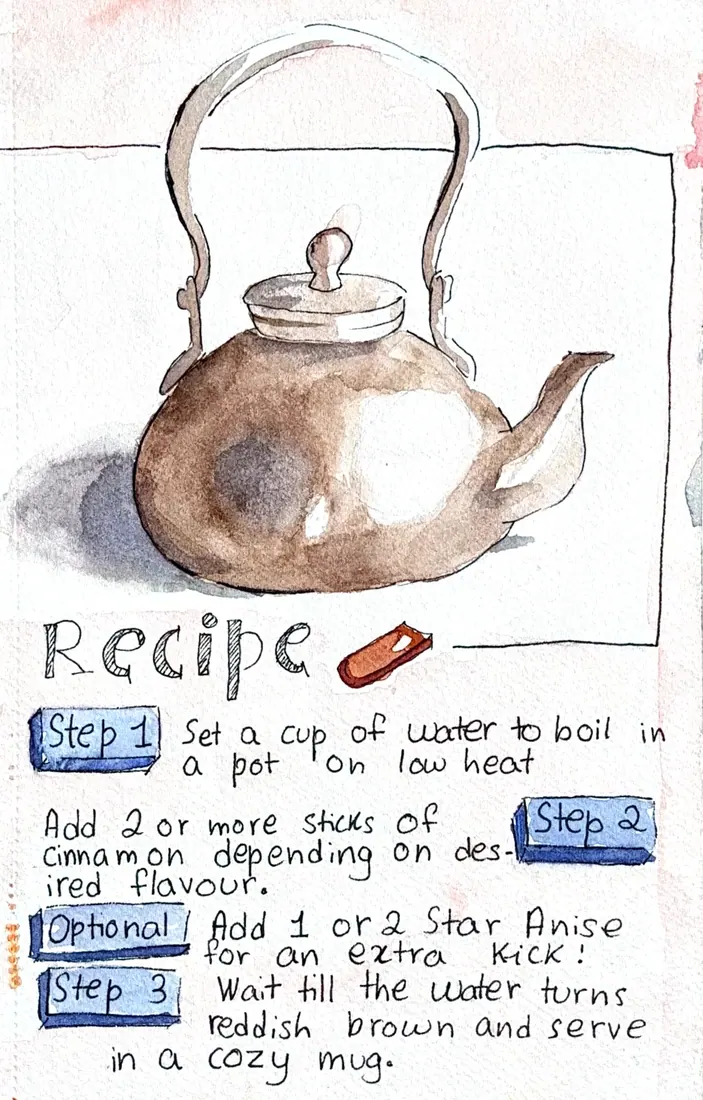 Recipe
Step 1 Set a cup of water to boil in
a pot on low heat
Add 2 or more sticks of Step 2
cinnamon depending on des-
ired flavour.
Optional Add 1 or 2 Star Anise
for an extra kick!
Step 3 Wait till the water turns
reddish brown and serve
in a cozy mug.